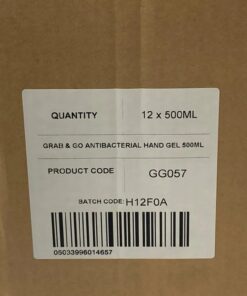 QUANTITY 12 x 500ML
GRAB & GO ANTIBACTERIAL HAND GEL 500ML
PRODUCT CODE GG057
BATCH CODE: H12F0A
05033996014657